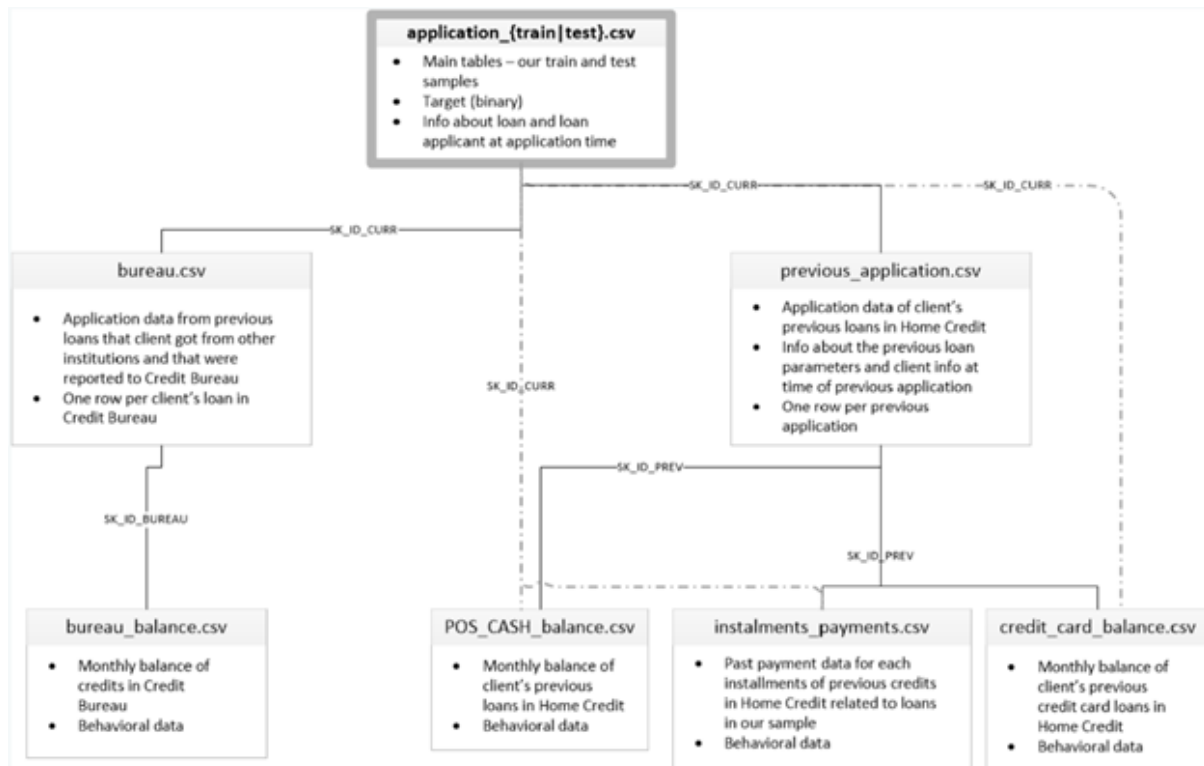 application_{train|test}.csv
• Main tables – our train and test
samples
• Target (binary)
• Info about loan and loan
applicant at application time
SK_ID_CURR
SK_ID_CURR
SK_ID_CURR
bureau.csv
• Application data from previous
loans that client got from other
institutions and that were
reported to Credit Bureau
• One row per client's loan in
Credit Bureau
previous_application.csv
• Application data of client's
previous loans in Home Credit
• Info about the previous loan
parameters and client info at
time of previous application
• One row per previous
application
SK_ID_CURR
SK_ID_PREV
SK_ID_BUREAU
SK_ID_PREV
bureau_balance.csv
• Monthly balance of
credits in Credit
Bureau
• Behavioral data
POS_CASH_balance.csv
• Monthly balance of
client's previous
loans in Home Credit
• Behavioral data
instalments_payments.csv
• Past payment data for each
installments of previous credits
in Home Credit related to loans
in our sample
• Behavioral data
credit_card_balance.csv
• Monthly balance of
client's previous
credit card loans in
Home Credit
• Behavioral data